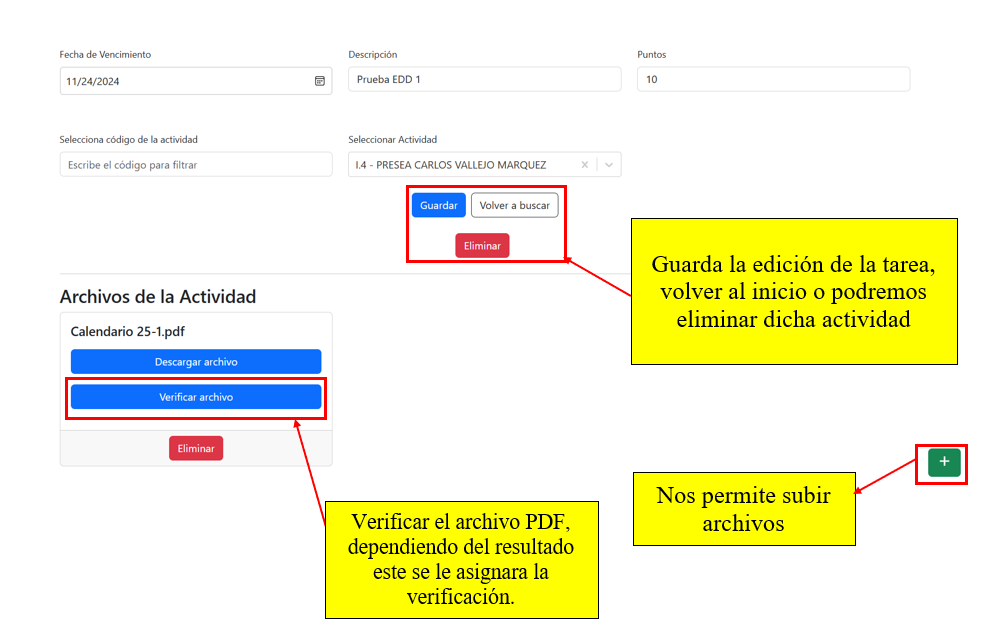 Fecha de Vencimiento
Descripción
Puntos
11/24/2024
Prueba EDD 1
10
Selecciona código de la actividad
Seleccionar Actividad
Escribe el código para filtrar
I.4 - PRESEA CARLOS VALLEJO MARQUEZ
Guardar
Volver a buscar
Eliminar
Guarda la edición de la tarea,
volver al inicio o podremos
eliminar dicha actividad
Archivos de la Actividad
Calendario 25-1.pdf
Descargar archivo
Verificar archivo
Eliminar
+
Nos permite subir
archivos
Verificar el archivo PDF,
dependiendo del resultado
este se le asignara la
verificación.